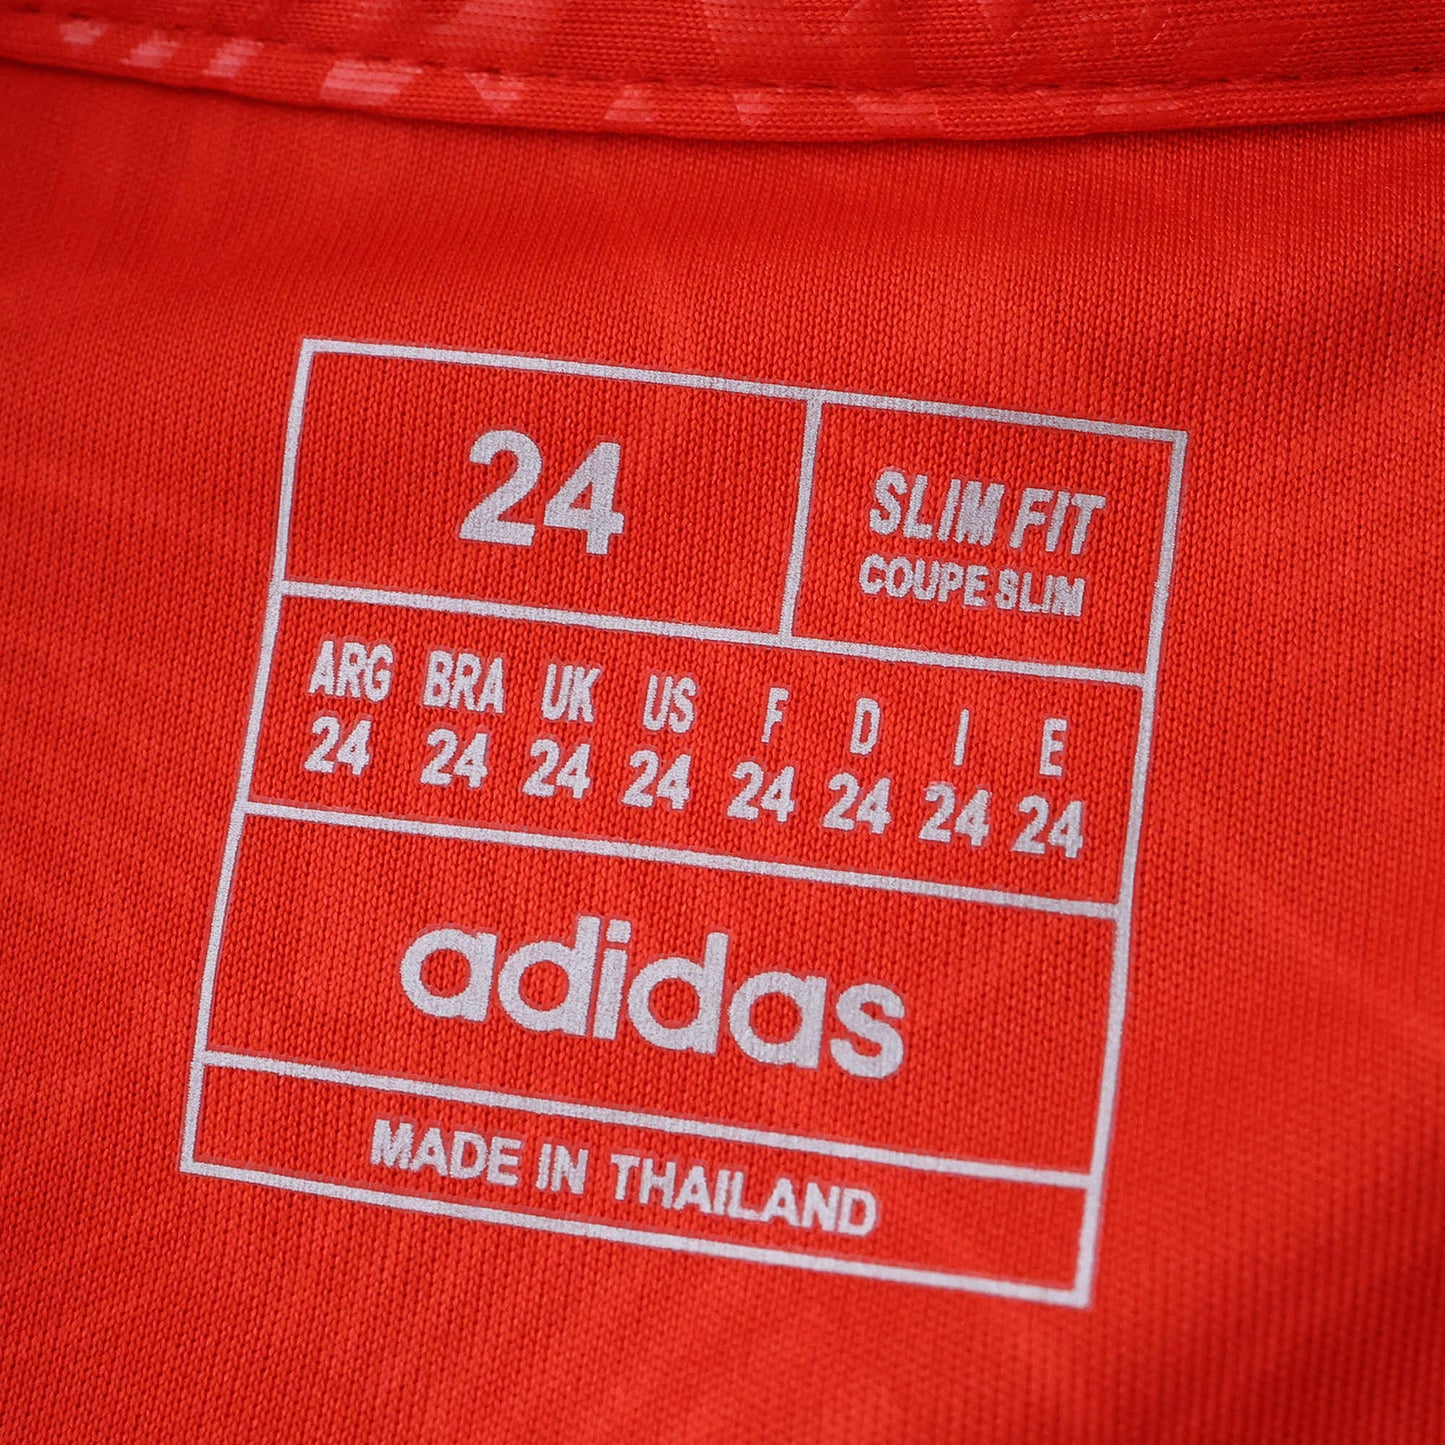 24
SLIM FIT
COUPE SLIM
ARG BRA UK US F D I E
24 24 24 24 24 24 24 24
adidas
MADE IN THAILAND